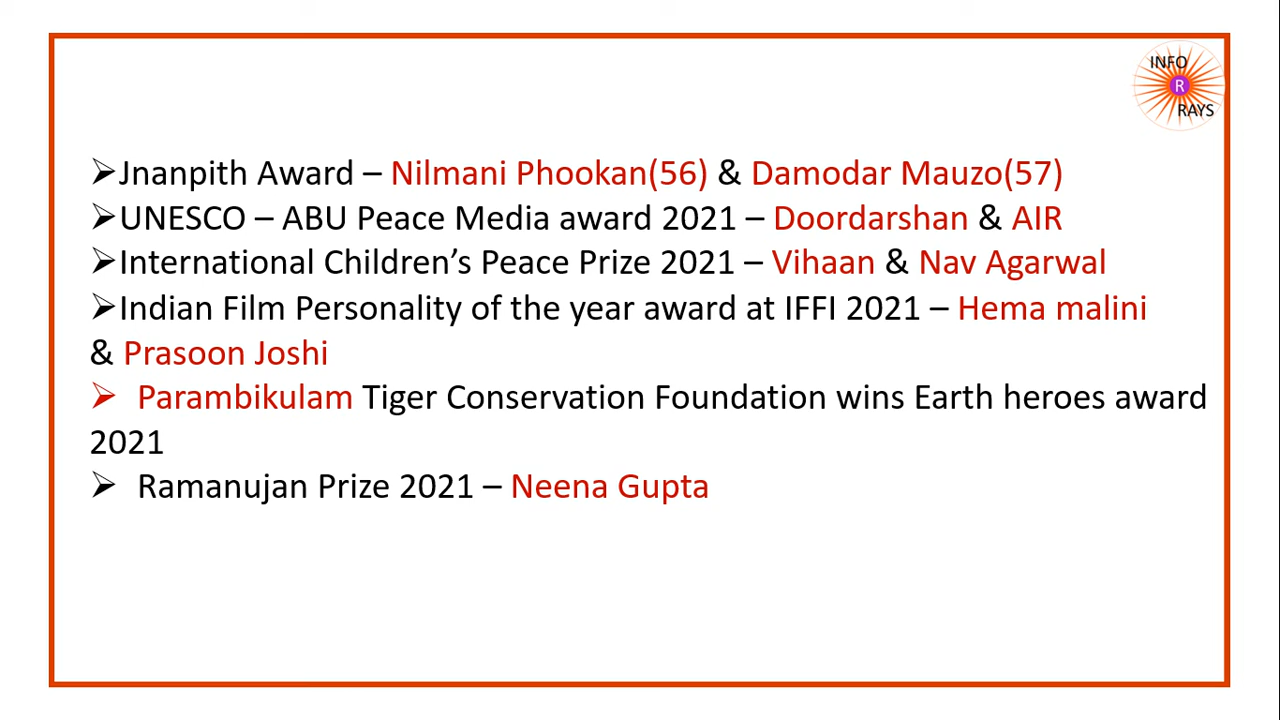 INFO
R
RAYS
➢Jnanpith Award – Nilmani Phookan(56) & Damodar Mauzo(57)
➢UNESCO – ABU Peace Media award 2021 – Doordarshan & AIR
➢International Children’s Peace Prize 2021 – Vihaan & Nav Agarwal
➢Indian Film Personality of the year award at IFFI 2021 – Hema malini
& Prasoon Joshi
➢ Parambikulam Tiger Conservation Foundation wins Earth heroes award
2021
➢ Ramanujan Prize 2021 – Neena Gupta